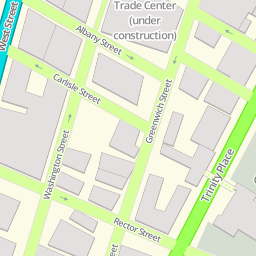 Trade Center
(under
construction)
West Street
Albany Street
Carlisle Street
Greenwich Street
Washington Street
Trinity Place
Rector Street